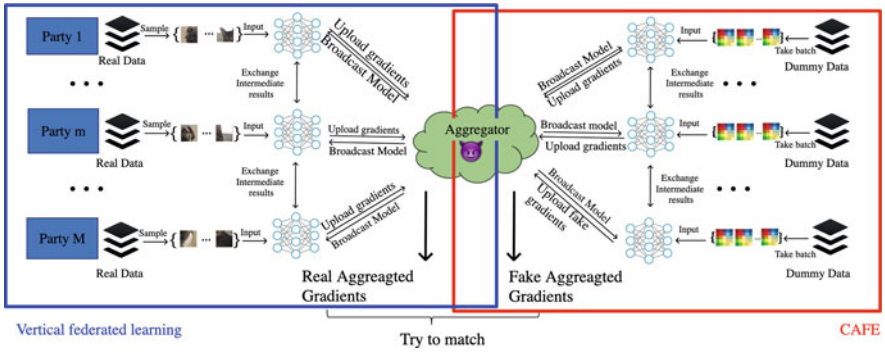 Party 1
Real Data
Sample
{ ... }
Input
Upload gradients
Broadcast Model
Exchange
Intermediate
results
...
Party m
Real Data
Sample
{ ... }
Input
Upload gradients
Broadcast Model
Exchange
Intermediate
results
...
Party M
Real Data
Sample
{ ... }
Input
Upload gradients
Broadcast Model
Aggregator
Real Aggreagted
Gradients
Fake Aggreagted
Gradients
Broadcast Model
Upload gradients
Input
{ ... }
Take batch
Dummy Data
Exchange
Intermediate
results
...
Broadcast model
Upload gradients
Input
{ ... }
Take batch
Dummy Data
Exchange
Intermediate
results
...
Broadcast Model
Upload fake
gradients
Input
{ ... }
Take batch
Dummy Data
Vertical federated learning
Try to match
CAFE